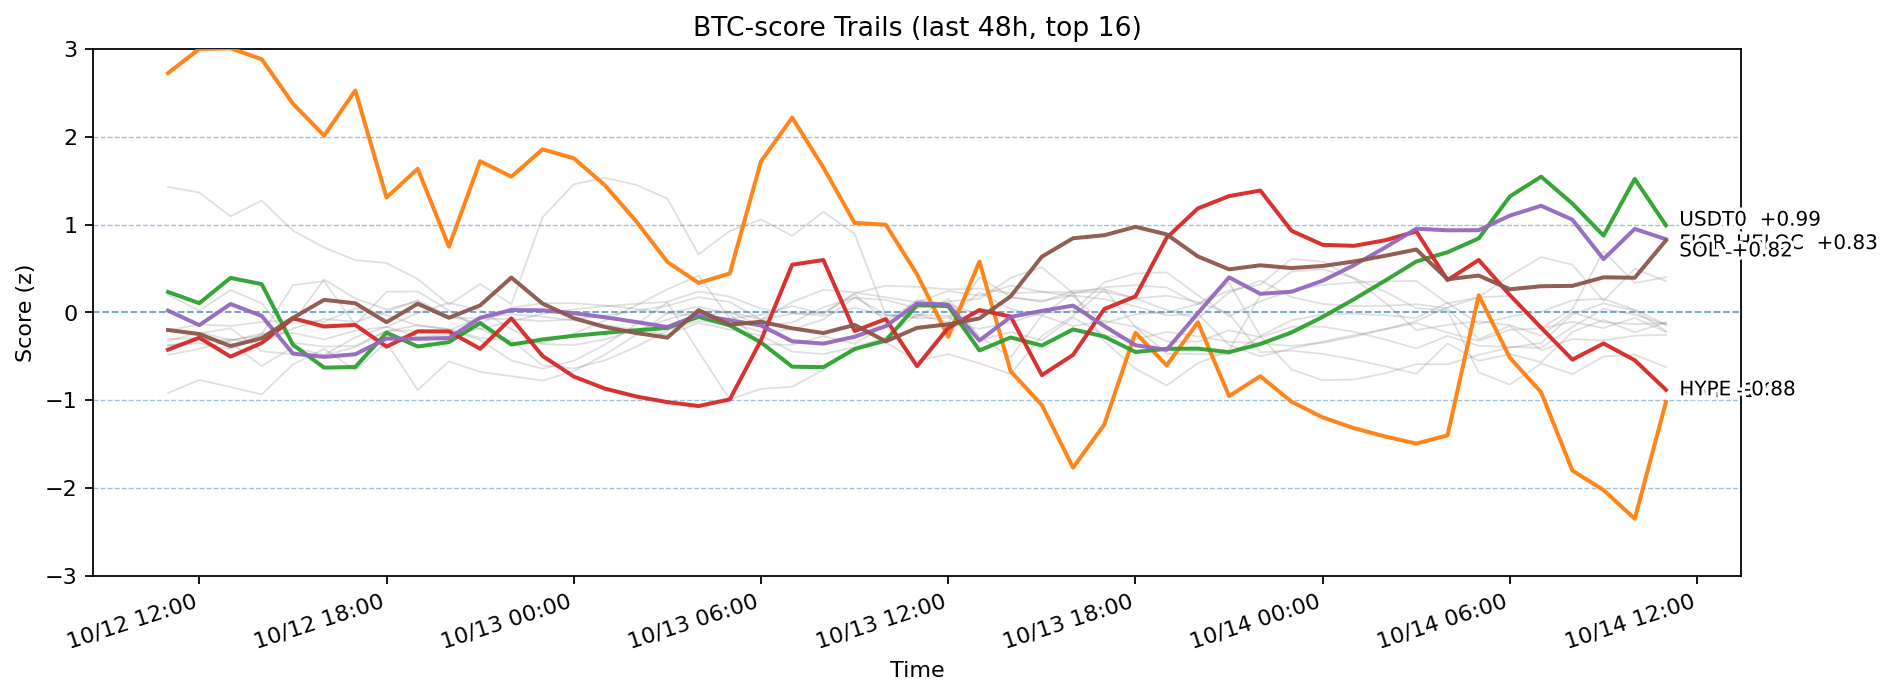 BTC-score Trails (last 48h, top 16)
Score (z)
3
2
1
0
−1
−2
−3
USDT0 +0.99
+0.83
SOL +0.82
HYPE -0.88
10/12 12:00
10/12 18:00
10/13 00:00
10/13 06:00
10/13 12:00
10/13 18:00
10/14 00:00
10/14 06:00
10/14 12:00
Time